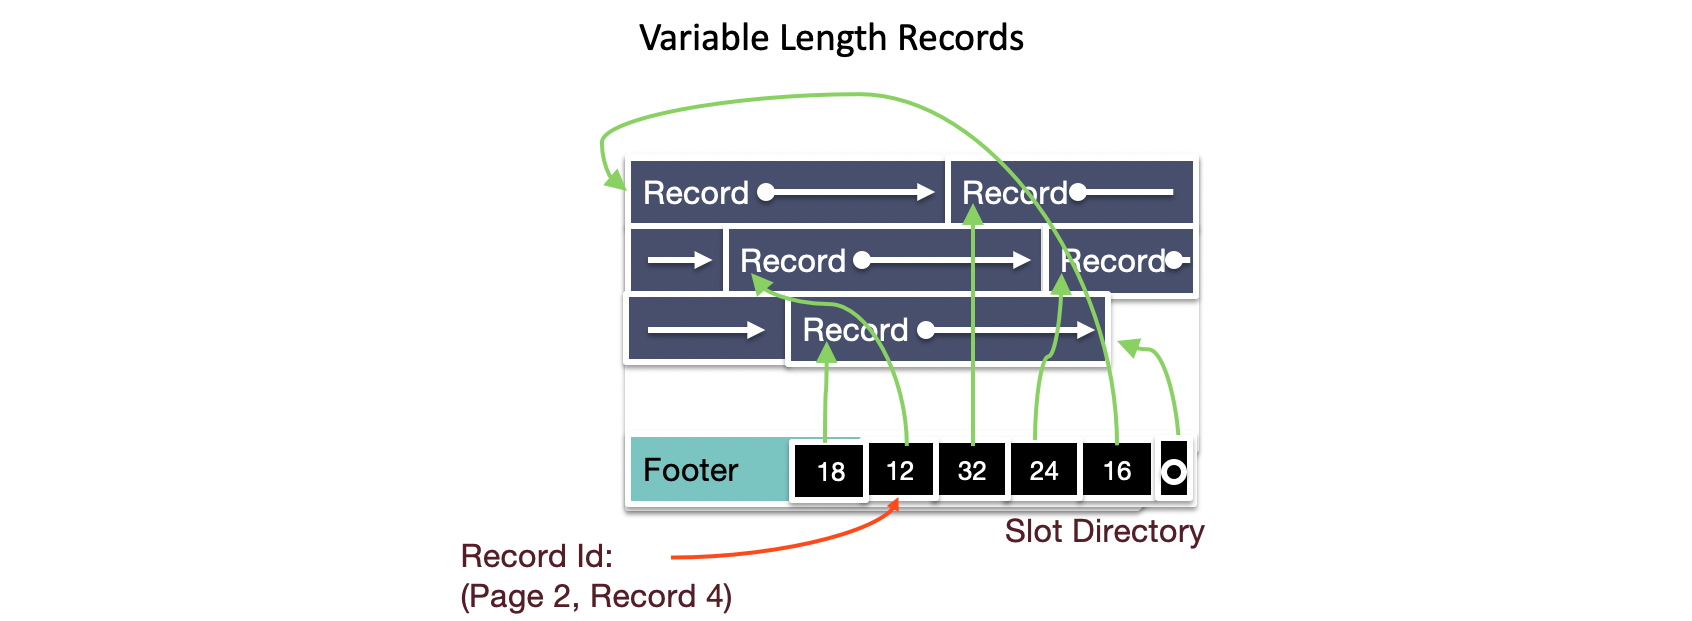 Variable Length Records
Record Record
Record Record
Record
Footer 18 12 32 24 16
Slot Directory
Record Id:
(Page 2, Record 4)